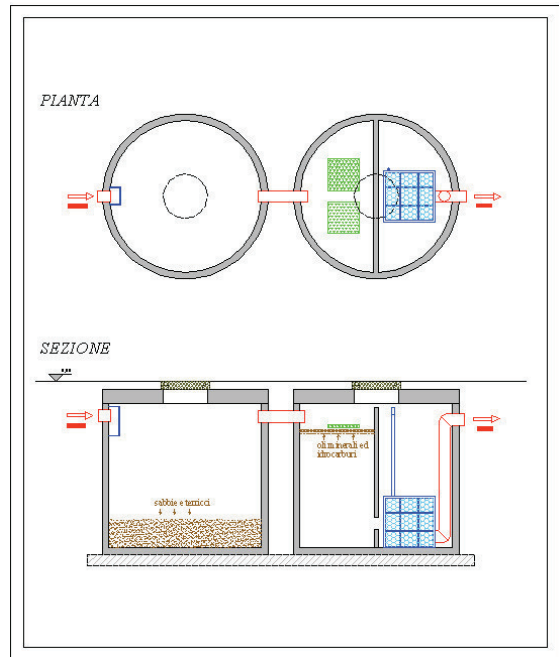 PIANTA
SEZIONE
oli minerali ed
idrocarburi
sabbie e terricci